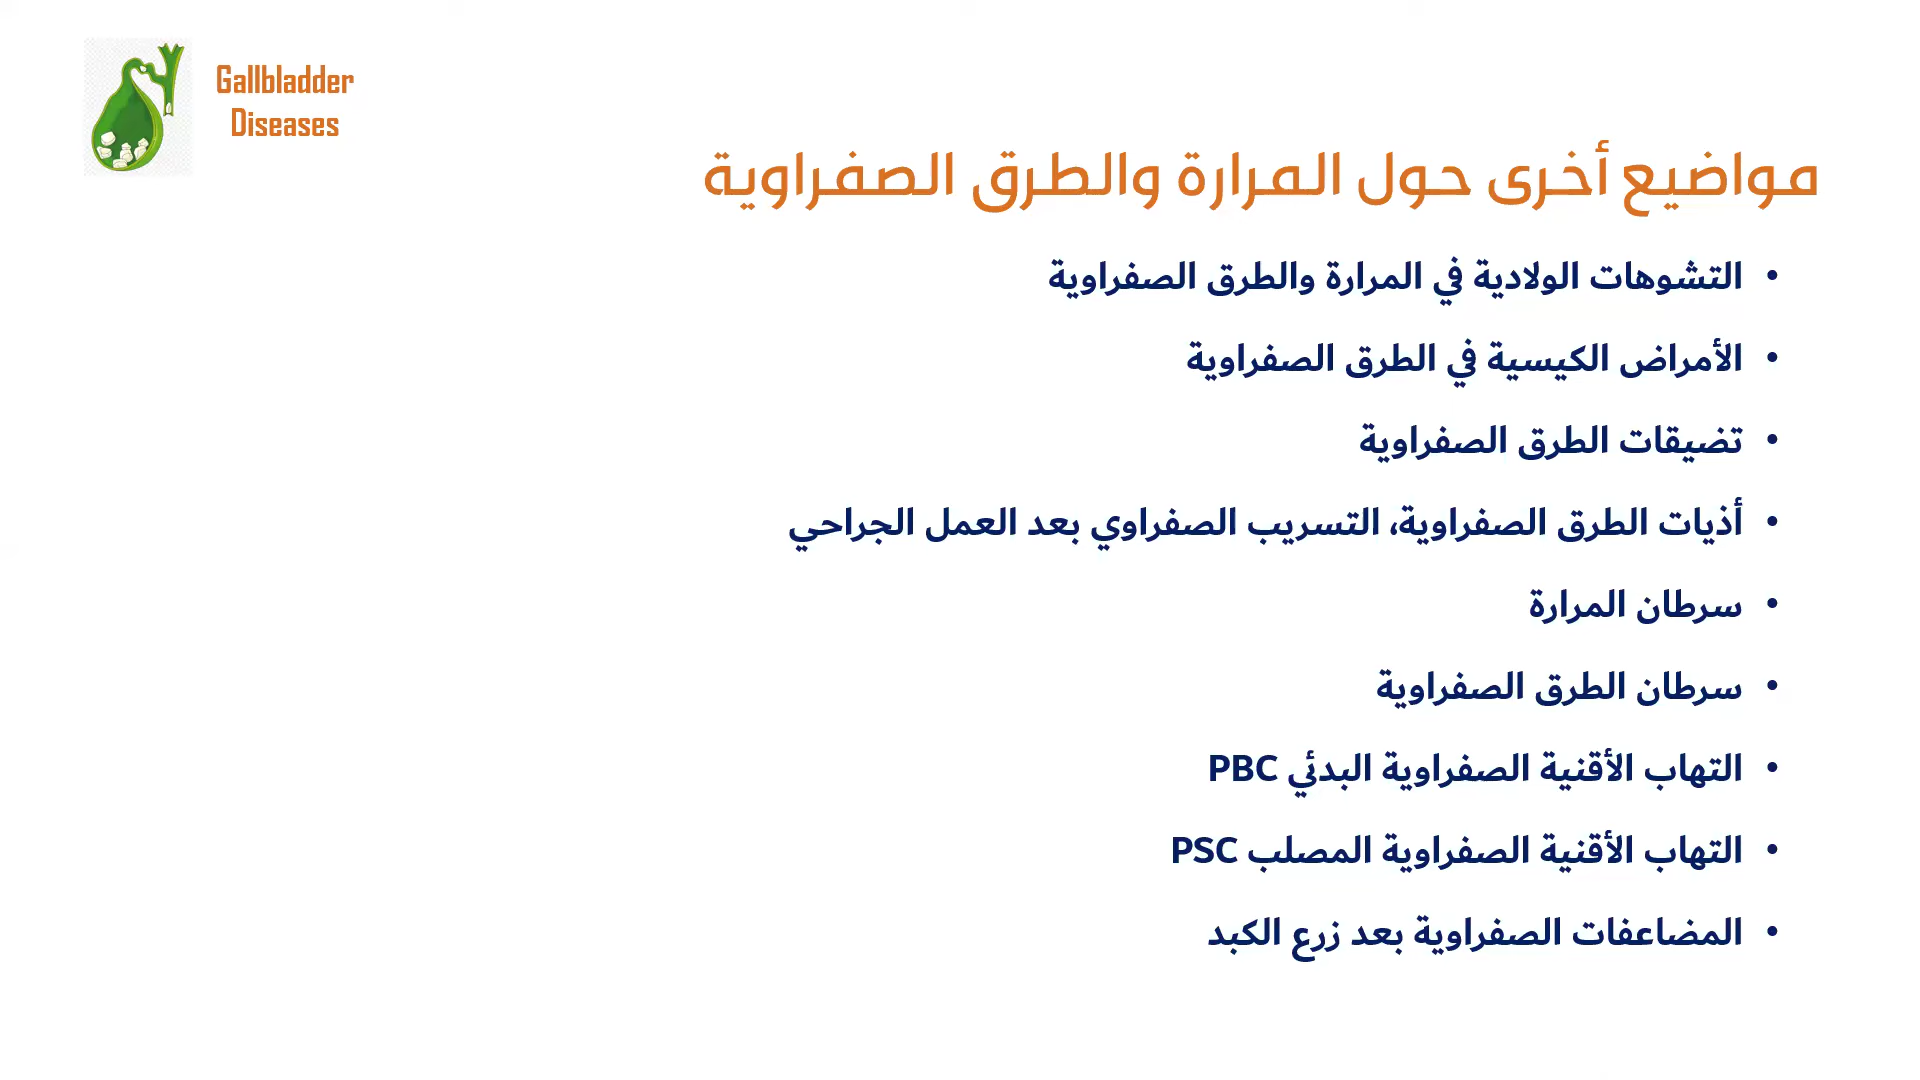 Gallbladder
Diseases
مواضيع أخرى حول المرارة والطرق الصفراوية
• التشوهات الولادية في المرارة والطرق الصفراوية
• الأمراض الكيسية في الطرق الصفراوية
• تضيقات الطرق الصفراوية
• أذيات الطرق الصفراوية، التسريب الصفراوي بعد العمل الجراحي
• سرطان المرارة
• سرطان الطرق الصفراوية
• التهاب الأقنية الصفراوية البدئي PBC
• التهاب الأقنية الصفراوية المصلب PSC
• المضاعفات الصفراوية بعد زرع الكبد